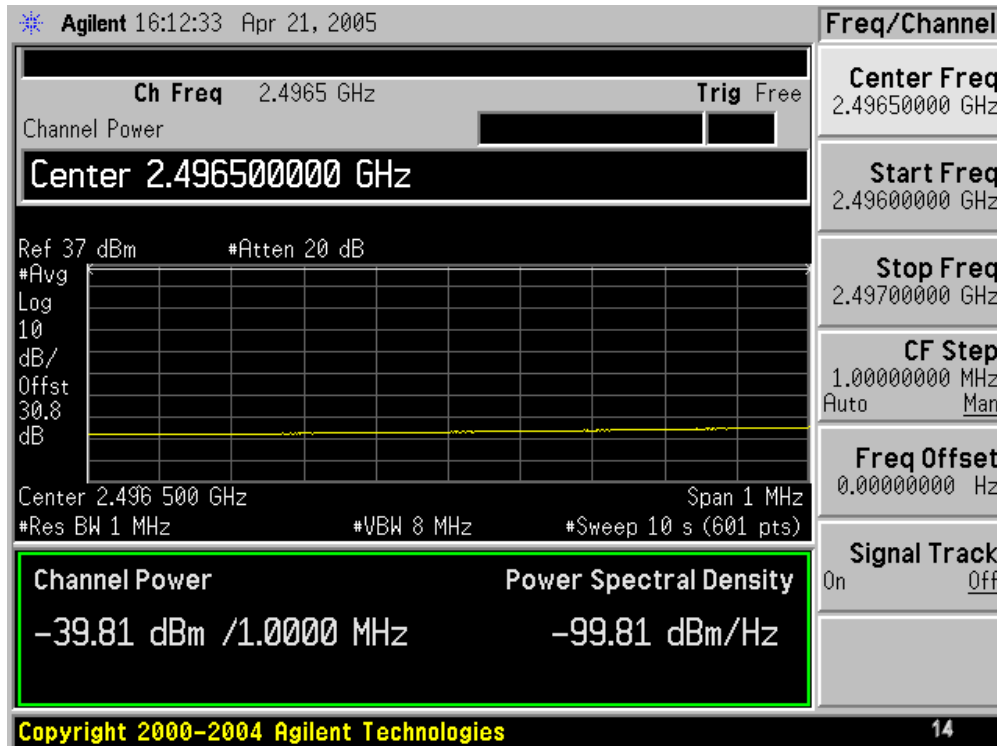 Agilent 16:12:33 Apr 21, 2005
Freq/Channel
Ch Freq 2.4965 GHz
Trig Free
Channel Power
Center 2.496500000 GHz
Ref 37 dBm #Atten 20 dB
#Avg
Log
10
dB/
Offst
30.8
dB
Center 2.496 500 GHz
Span 1 MHz
#Res BW 1 MHz
#VBW 8 MHz
#Sweep 10 s (601 pts)
Channel Power
Power Spectral Density
-39.81 dBm /1.0000 MHz
-99.81 dBm/Hz
Center Freq
2.49650000 GHz
Start Freq
2.49600000 GHz
Stop Freq
2.49700000 GHz
CF Step
1.00000000 MHz
Auto Man
Freq Offset
0.00000000 Hz
Signal Track
On Off
Copyright 2000-2004 Agilent Technologies
14